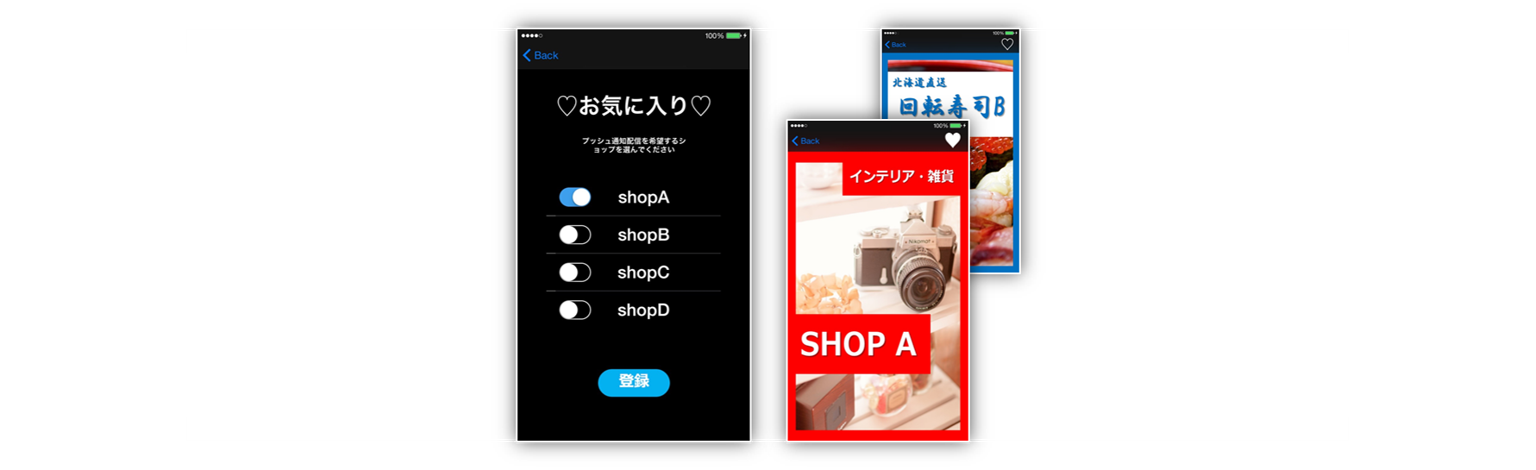 100%
Back
♡お気に入り♡
プッシュ通知配信を希望するシ
ョップを選んでください
shopA
shopB
shopC
shopD
登録
100%
Back
インテリア・雑貨
Nikomat
SHOP A
100%
Back
北海道直送
回転寿司B